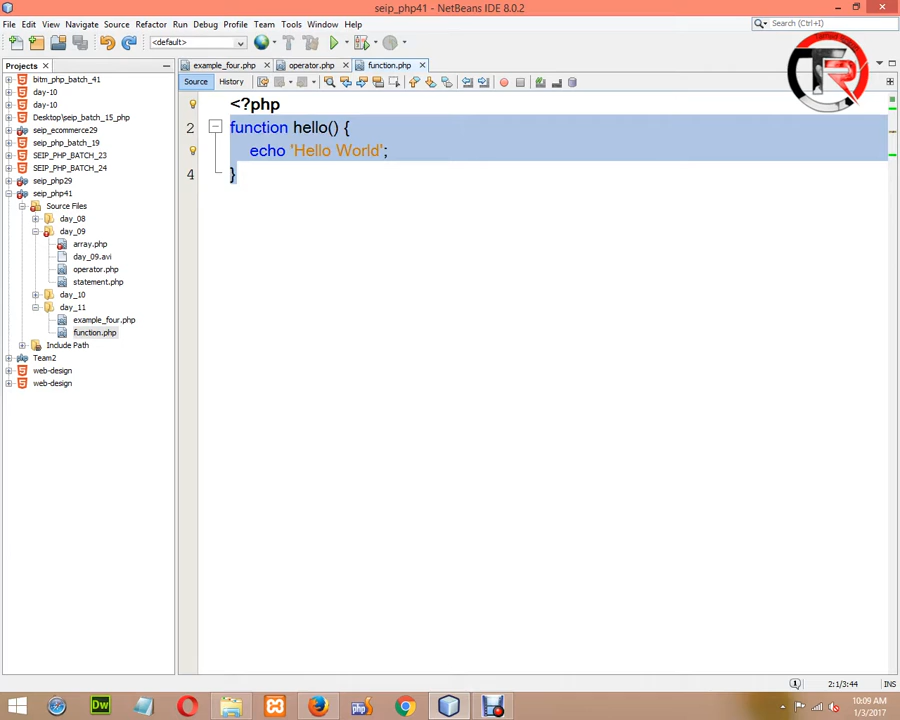 seip_php41 - NetBeans IDE 8.0.2
File Edit View Navigate Source Refactor Run Debug Profile Team Tools Window Help
Search (Ctrl+I)
<default>
Projects
example_four.php
operator.php
function.php
Source History
bitm_php_batch_41
day-10
day-10
Desktop\seip_batch_15_php
seip_ecommerce29
seip_php_batch_19
SEIP_PHP_BATCH_23
SEIP_PHP_BATCH_24
seip_php29
seip_php41
Source Files
day_08
day_09
array.php
day_09.avi
operator.php
statement.php
day_10
day_11
example_four.php
function.php
Include Path
Team2
web-design
web-design
<?php
2 function hello() {
echo 'Hello World';
4 }
TR
2:1/3:44 INS
Dw
10:09 AM
1/3/2017